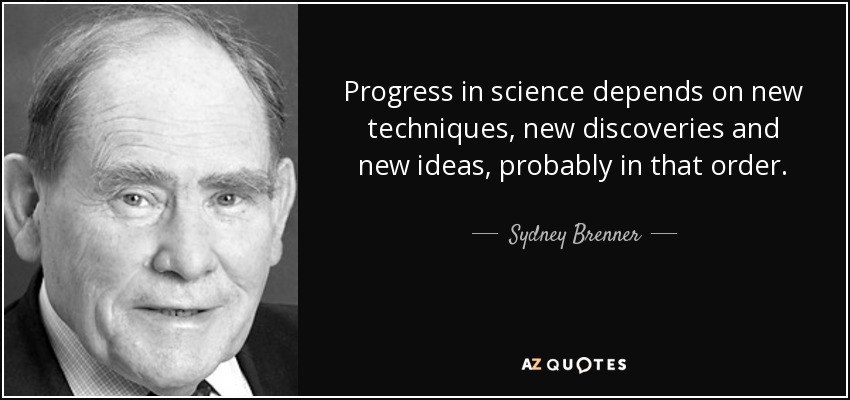 Progress in science depends on new
techniques, new discoveries and
new ideas, probably in that order.
Sydney Brenner
AZ QUOTES